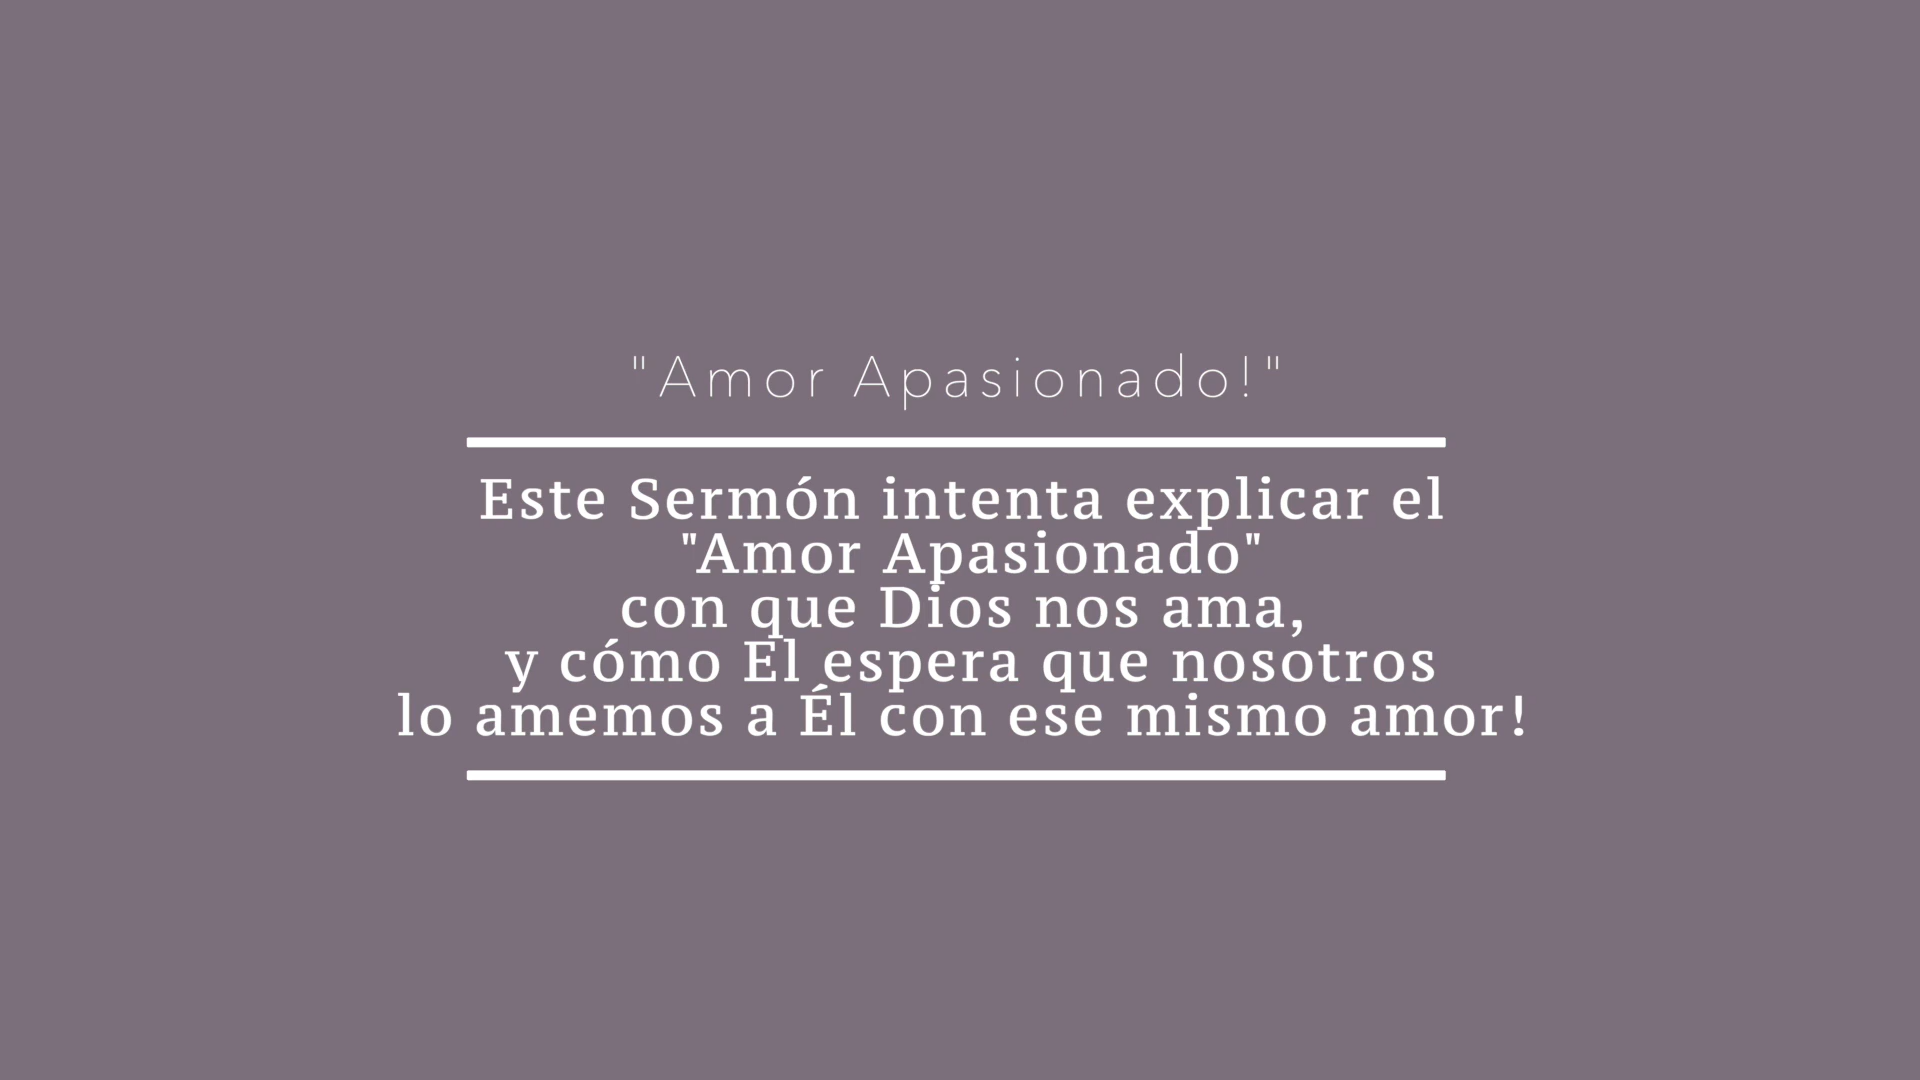 "Amor Apasionado!"
Este Sermón intenta explicar el
"Amor Apasionado"
con que Dios nos ama,
y cómo El espera que nosotros
lo amemos a Él con ese mismo amor!